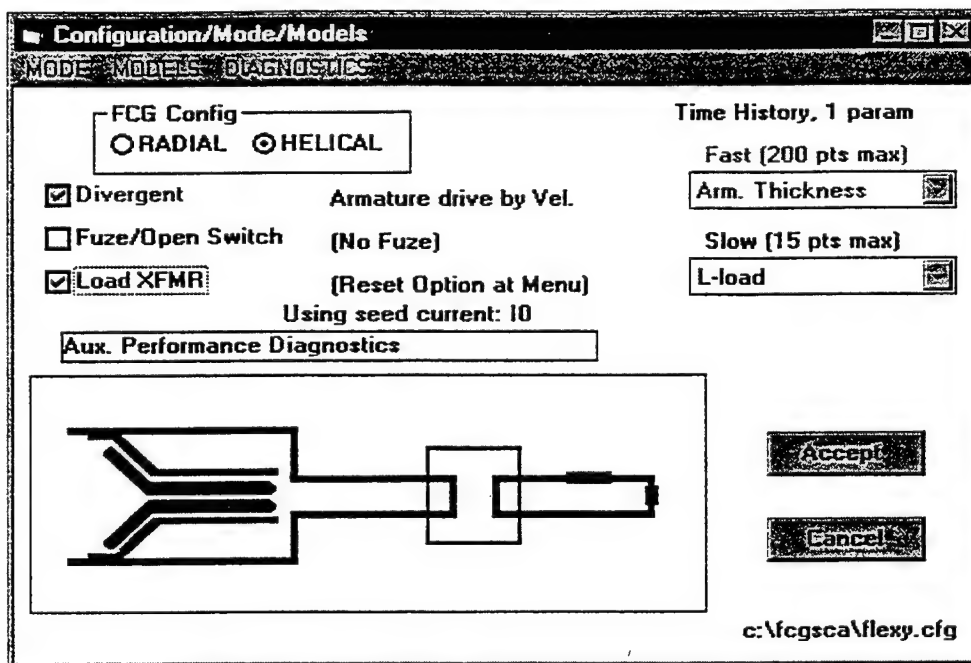 Configuration/Mode/Models
MODE MODELS DIAGNOSTICS
FCG Config
RADIAL HELICAL
Time History, 1 param
Fast (200 pts max)
Arm. Thickness
Slow (15 pts max)
L-load
Divergent Armature drive by Vel.
Fuze/Open Switch (No Fuze)
Load XFMR (Reset Option at Menu)
Using seed current: I0
Aux. Performance Diagnostics
Accept
Cancel
c:\fcgsca\flexy.cfg